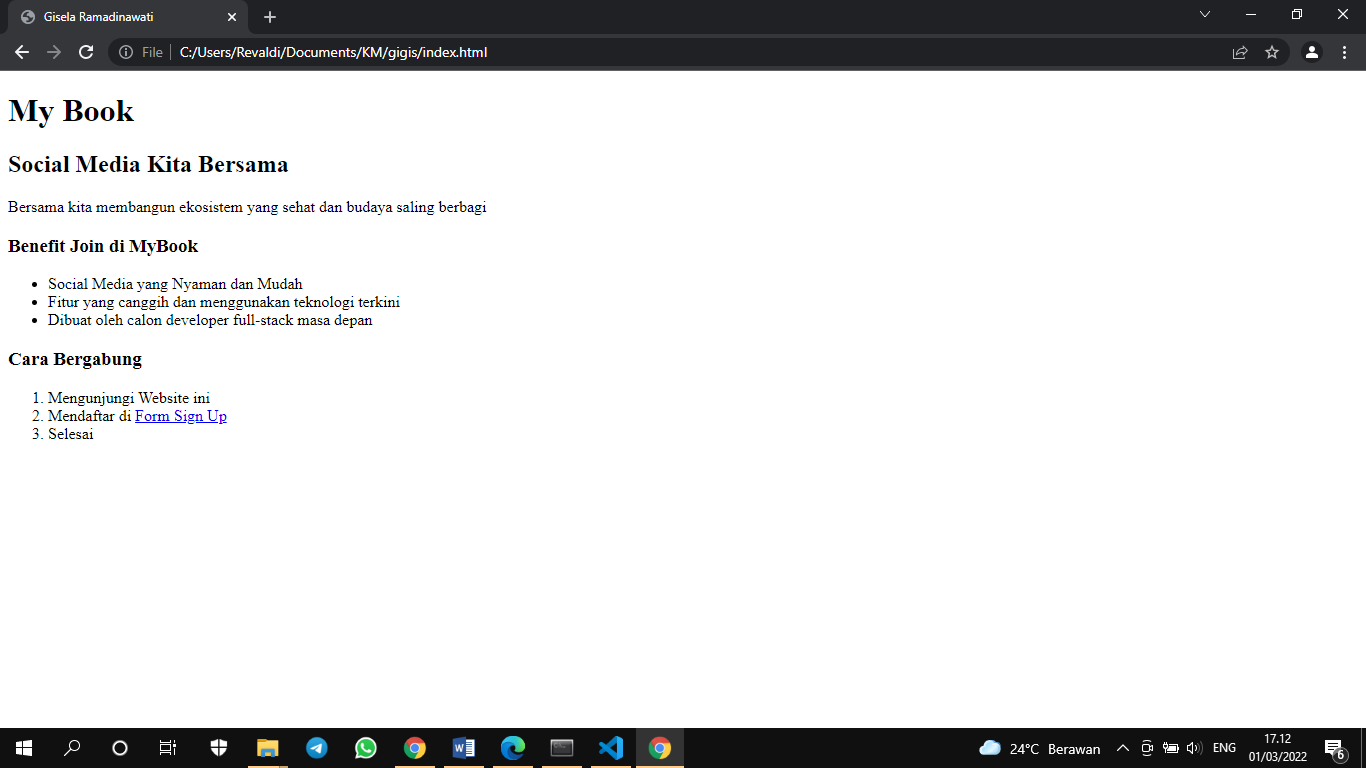 Gisela Ramadinawati
File C:/Users/Revaldi/Documents/KM/gigis/index.html
My Book
Social Media Kita Bersama
Bersama kita membangun ekosistem yang sehat dan budaya saling berbagi
Benefit Join di MyBook
• Social Media yang Nyaman dan Mudah
• Fitur yang canggih dan menggunakan teknologi terkini
• Dibuat oleh calon developer full-stack masa depan
Cara Bergabung
1. Mengunjungi Website ini
2. Mendaftar di Form Sign Up
3. Selesai
24°C Berawan ENG 17.12
01/03/2022 6